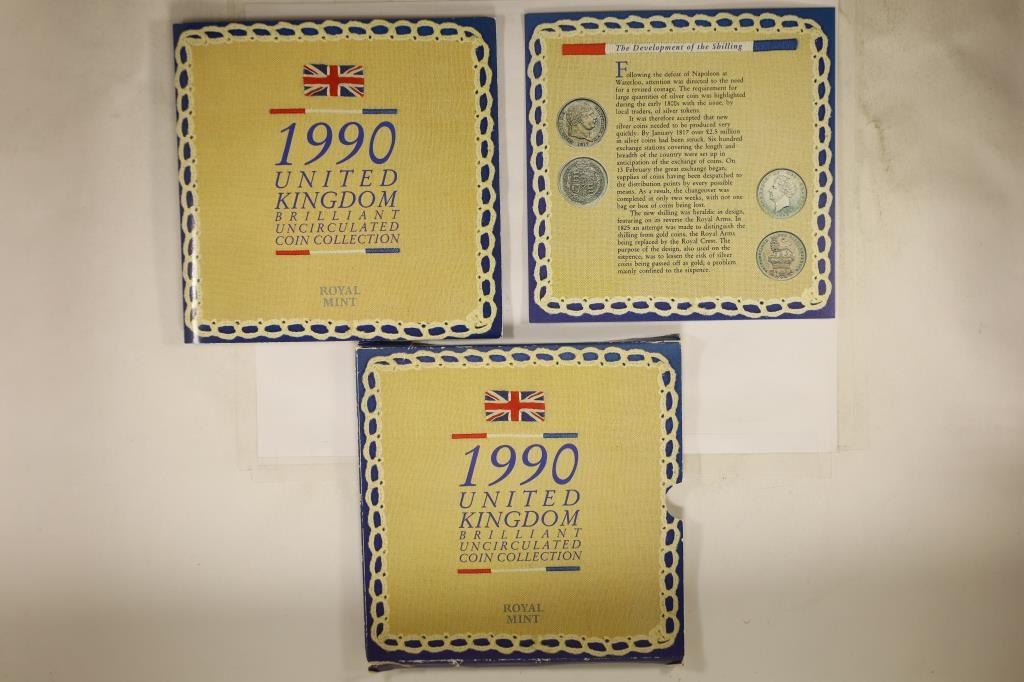 1990
UNITED
KINGDOM
BRILLIANT
UNCIRCULATED
COIN COLLECTION
ROYAL
MINT
The Development of the Shilling
Following the defeat of Napoleon at
Waterloo, attention was directed to the need
for a revised coinage. The requirement for
large quantities of silver coin was highlighted
during the early 1800s with the issue, by
local traders, of silver tokens.
It was therefore accepted that new
silver coins needed to be produced very
quickly. By January 1817 over £2.5 million
in silver coins had been struck. Six hundred
exchange stations covering the length and
breadth of the country were set up in
anticipation of the exchange of coins. On
13 February the great exchange began,
supplies of coins having been despatched to
the distribution points by every possible
means. As a result, the changeover was
completed in only two weeks, with not one
bag or box of coins being lost.
The new shilling was heraldic in design,
featuring on its reverse the Royal Arms. In
1825 an attempt was made to distinguish the
shilling from gold coins, the Royal Arms
being replaced by the Royal Crest. The
purpose of the design, also used on the
sixpence, was to lessen the risk of silver
coins being passed off as gold, a problem
mainly confined to the sixpence.
1817
1990
UNITED
KINGDOM
BRILLIANT
UNCIRCULATED
COIN COLLECTION
ROYAL
MINT